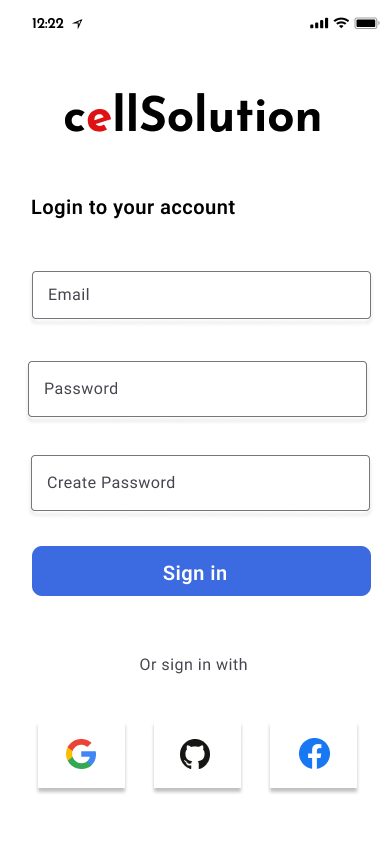 12:22
cellSolution
Login to your account
Email
Password
Create Password
Sign in
Or sign in with